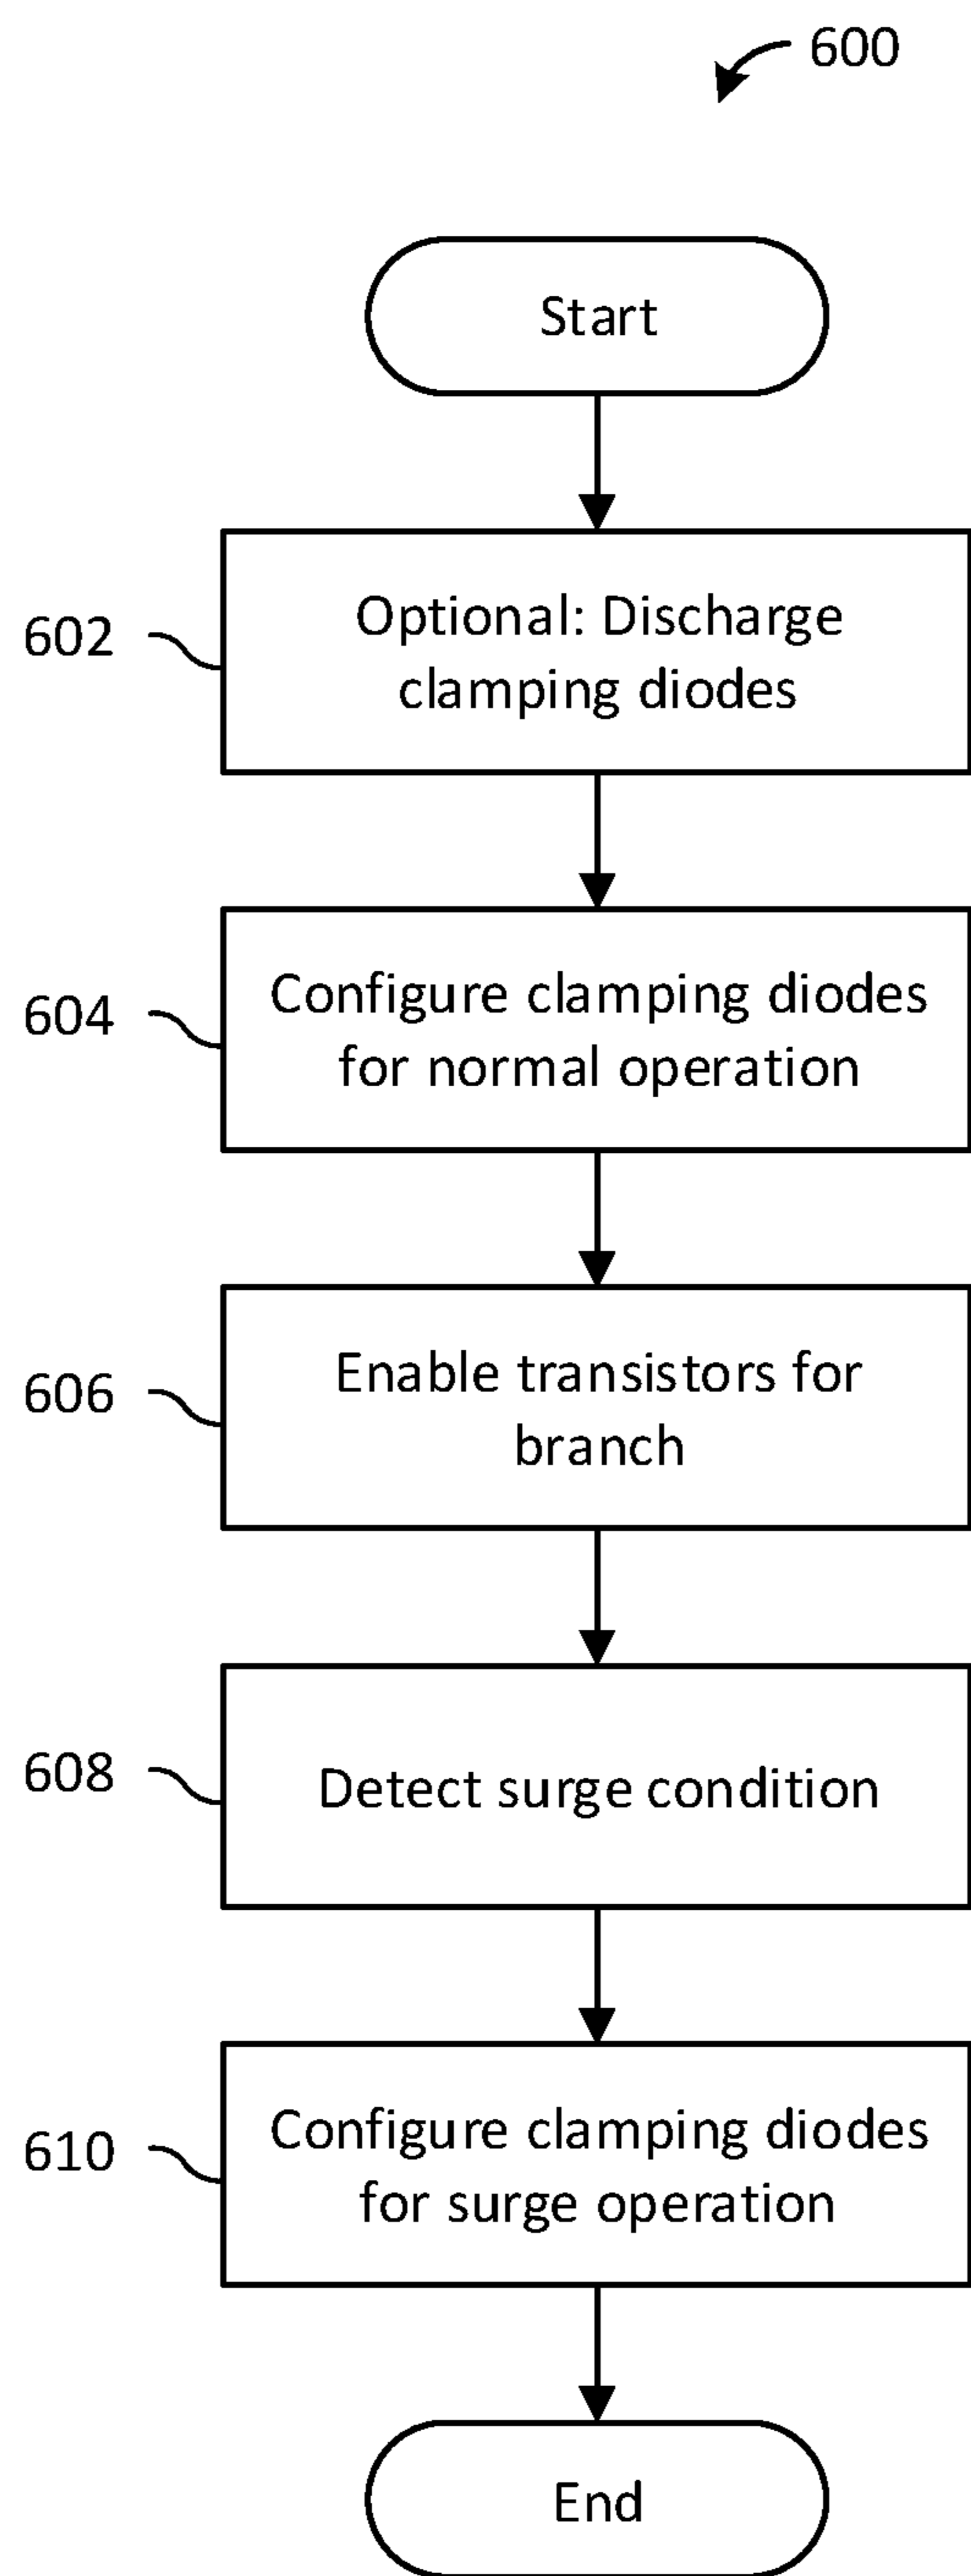 600
Start
602
Optional: Discharge
clamping diodes
604
Configure clamping diodes
for normal operation
606
Enable transistors for
branch
608
Detect surge condition
610
Configure clamping diodes
for surge operation
End